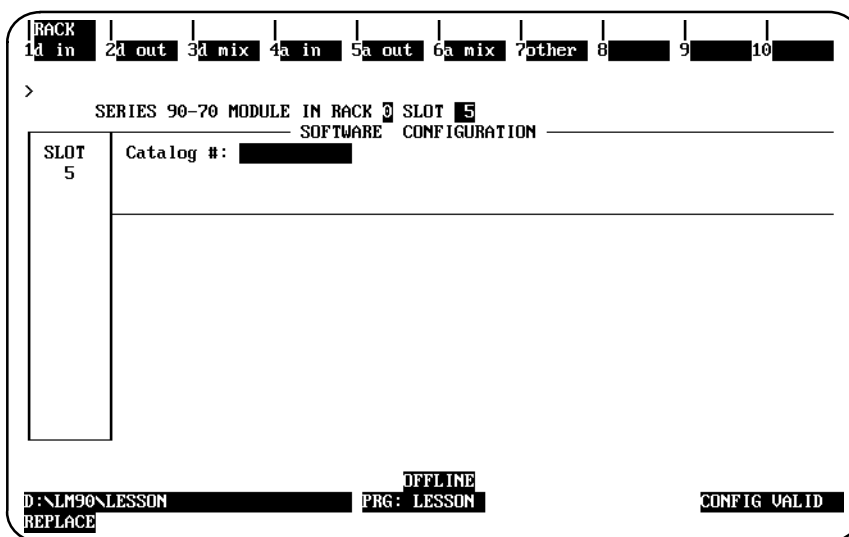 RACK
1d in 2d out 3d mix 4a in 5a out 6a mix 7other 8 9 10
>
SERIES 90-70 MODULE IN RACK 0 SLOT 5
SOFTWARE CONFIGURATION
SLOT Catalog #:
5
OFFLINE
D:\LM90\LESSON PRG: LESSON CONFIG VALID
REPLACE